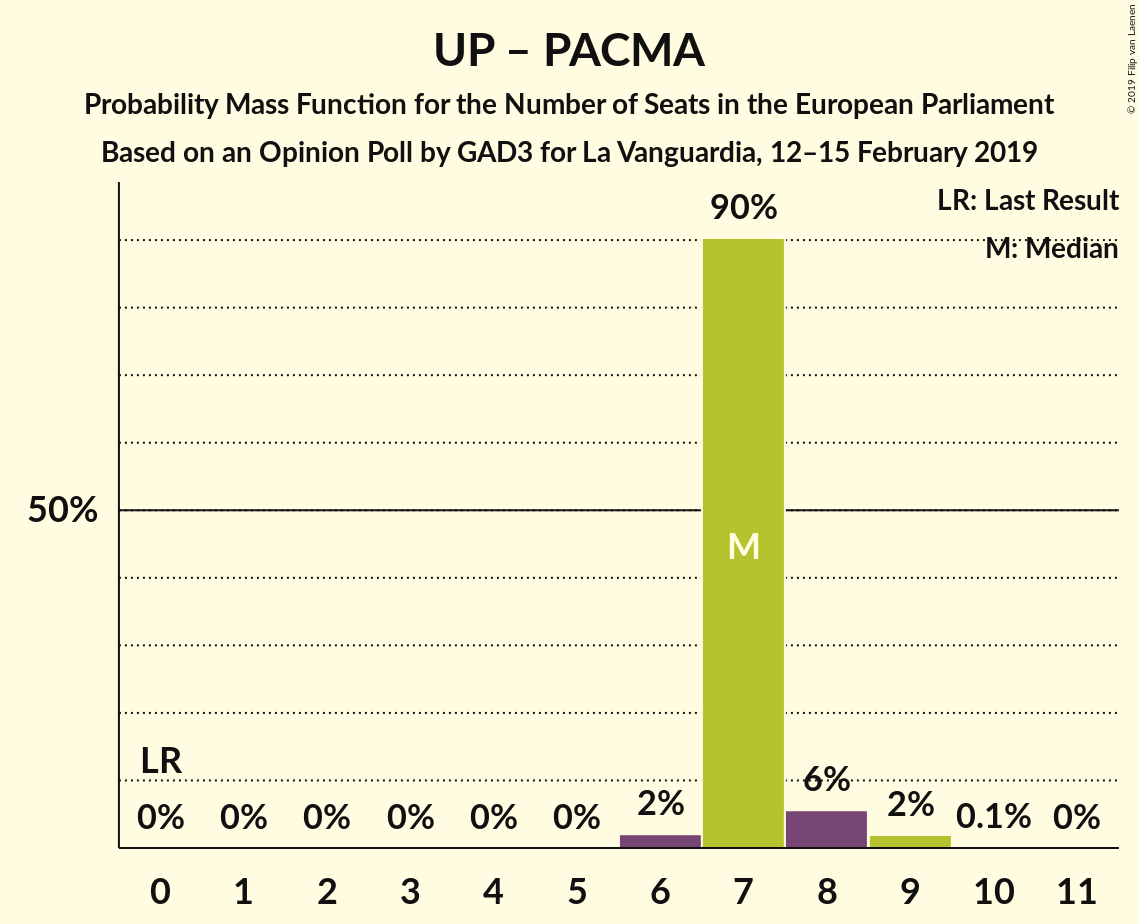 UP – PACMA
Probability Mass Function for the Number of Seats in the European Parliament
Based on an Opinion Poll by GAD3 for La Vanguardia, 12–15 February 2019
© 2019 Filip van Laenen
LR: Last Result
M: Median
90%
50%
M
LR
0% 0% 0% 0% 0% 0% 2% 6% 2% 0.1% 0%
0 1 2 3 4 5 6 7 8 9 10 11